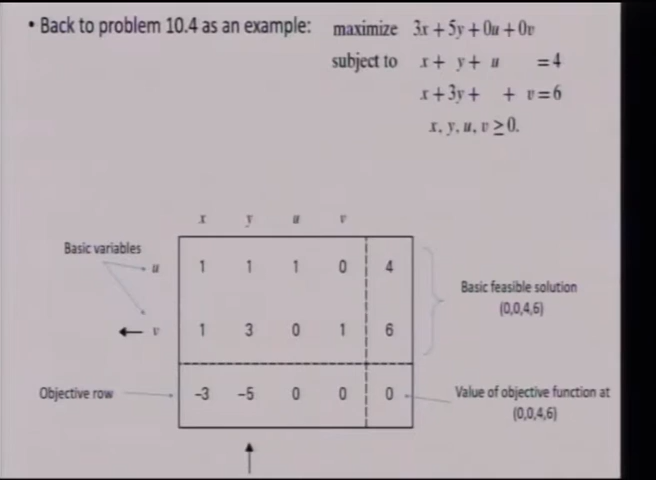 • Back to problem 10.4 as an example:
maximize 3x + 5y + 0u + 0v
subject to x + y + u = 4
x + 3y + + v = 6
x, y, u, v ≥ 0.
x y u v
Basic variables
u 1 1 1 0 4
Basic feasible solution
(0,0,4,6)
v 1 3 0 1 6
Objective row -3 -5 0 0 0 Value of objective function at
(0,0,4,6)